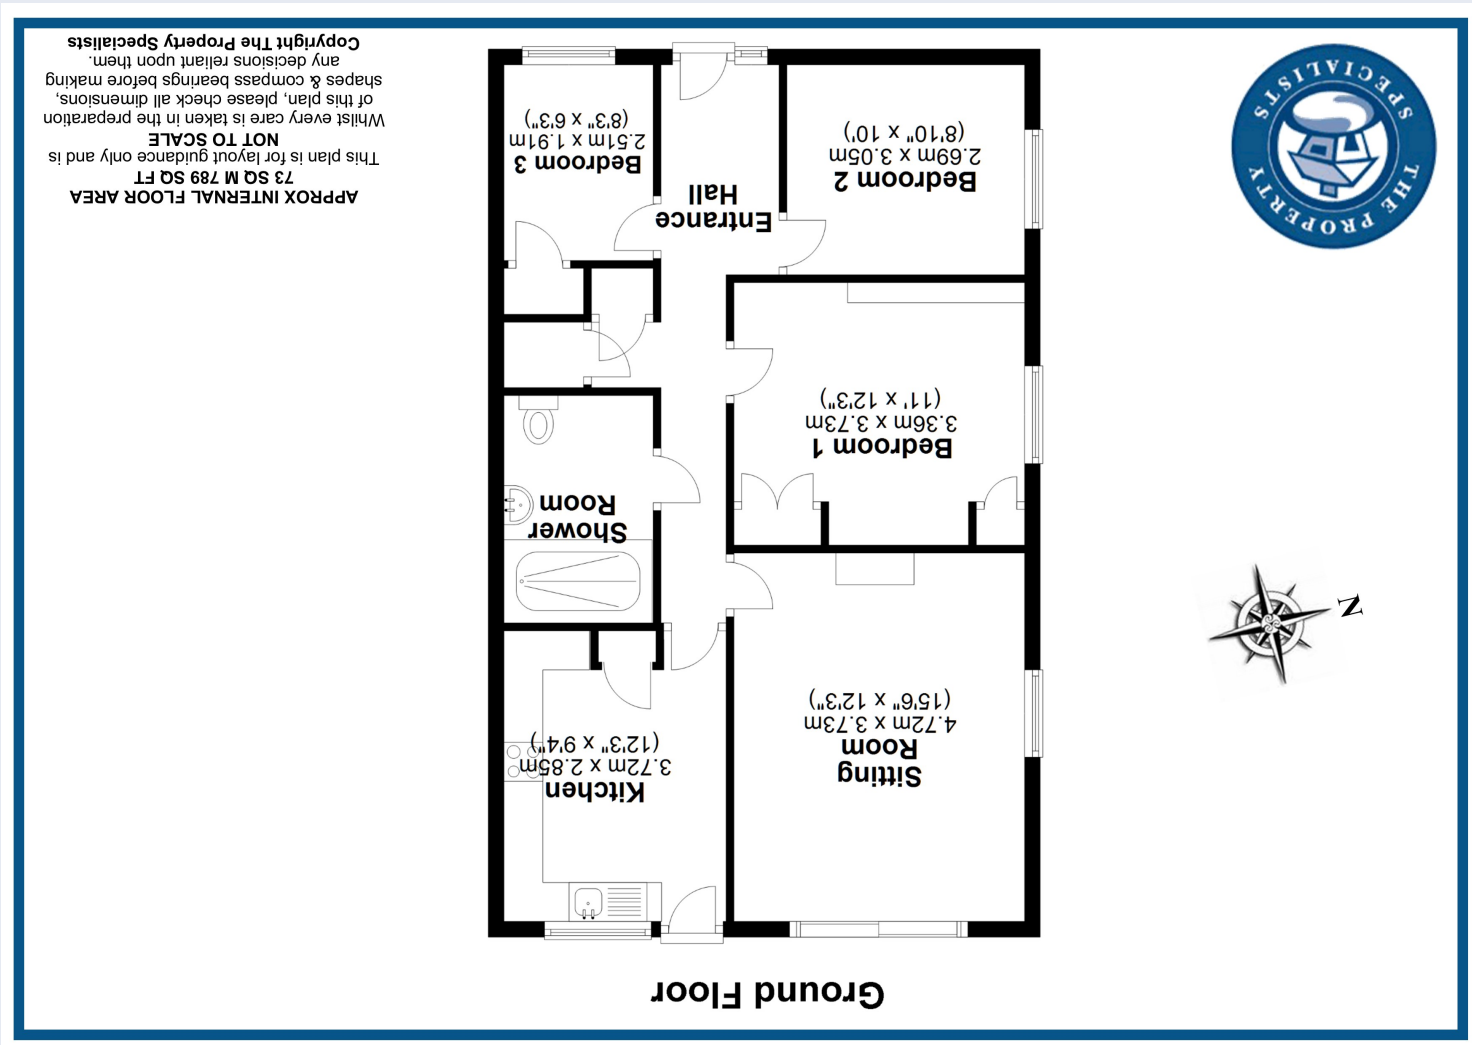 Ground Floor
Kitchen
3.72m x 2.85m
(12'3" x 9'4")
Sitting
Room
4.72m x 3.73m
(15'6" x 12'3")
Shower
Room
Bedroom 1
3.36m x 3.73m
(11' x 12'3")
Entrance
Hall
Bedroom 2
2.69m x 3.05m
(8'10" x 10')
Bedroom 3
2.51m x 1.91m
(8'3" x 6'3")
N
THE PROPERTY
SPECIALISTS
APPROX INTERNAL FLOOR AREA
73 SQ M 789 SQ FT
This plan is for layout guidance only and is
NOT TO SCALE
Whilst every care is taken in the preparation
of this plan, please check all dimensions,
shapes & compass bearings before making
any decisions reliant upon them.
Copyright The Property Specialists